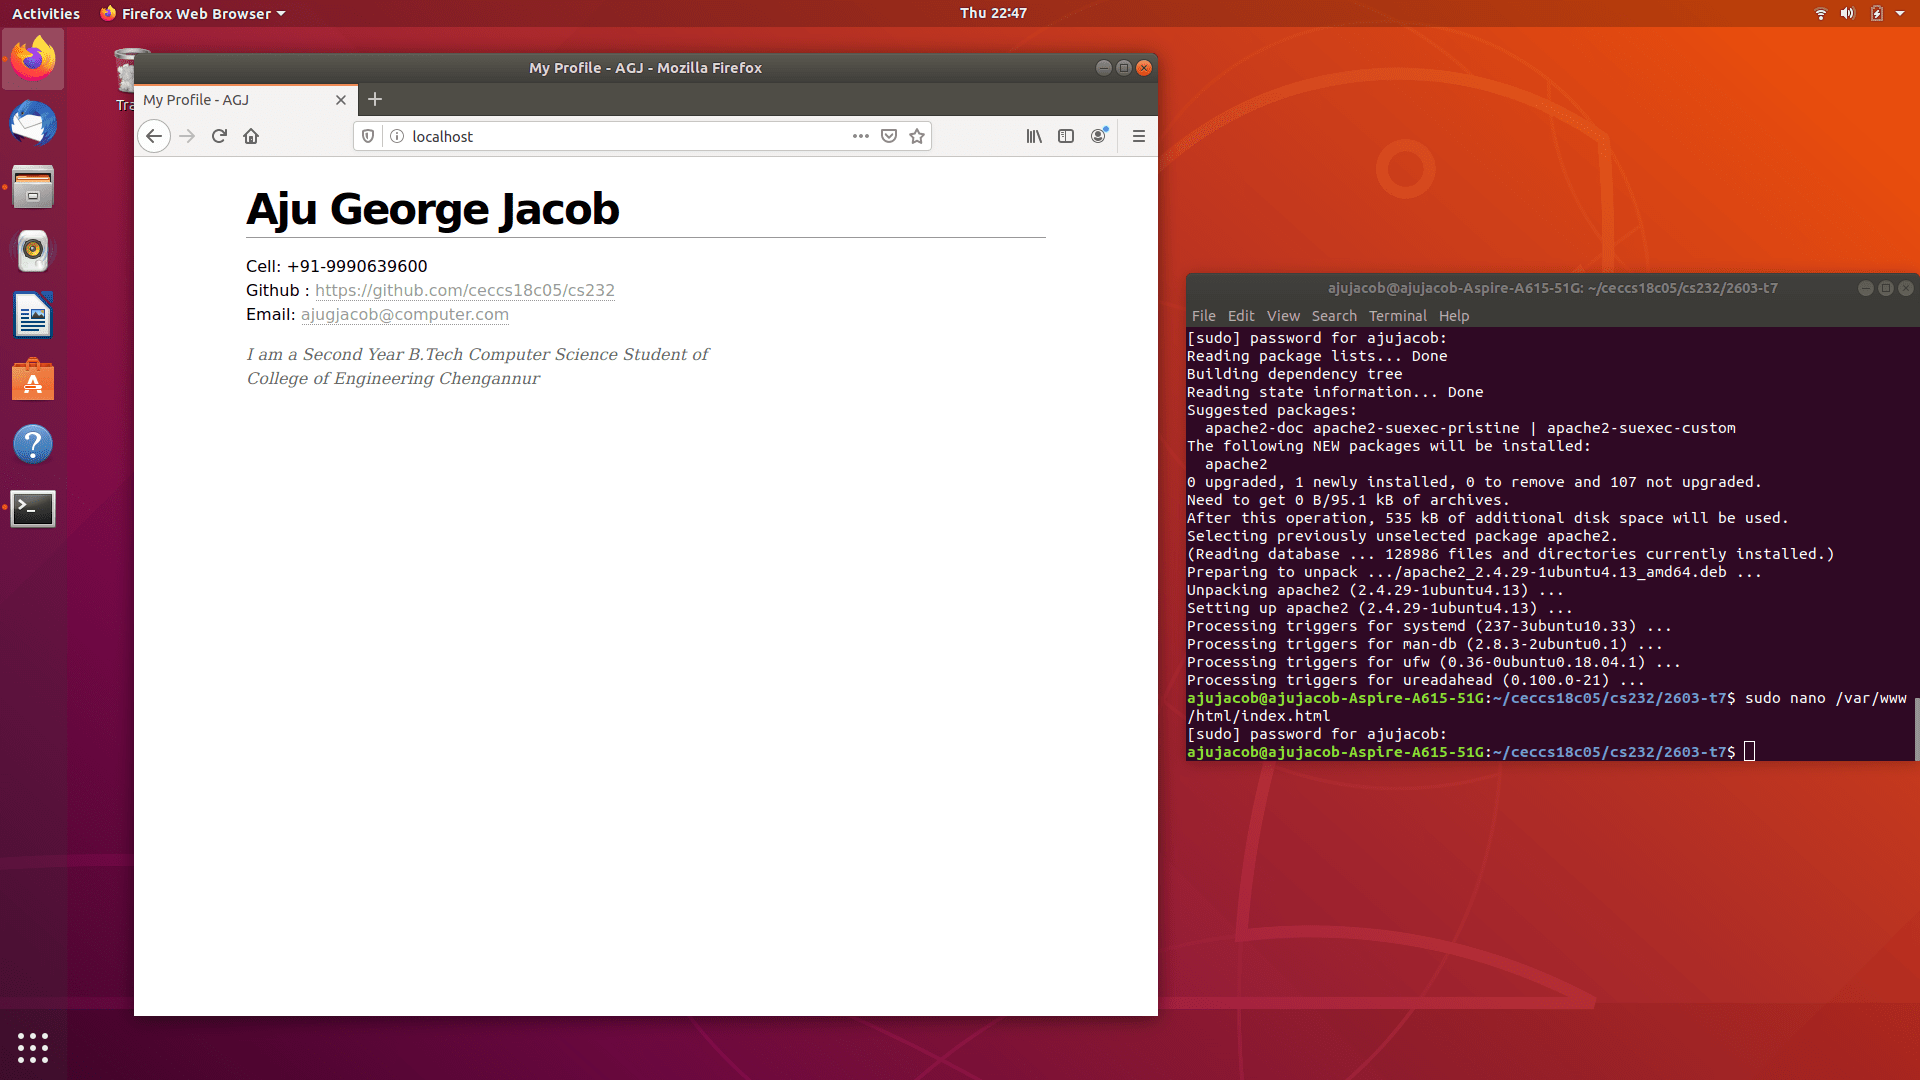 Activities
Firefox Web Browser
Thu 22:47
My Profile - AGJ - Mozilla Firefox
My Profile - AGJ
localhost
Aju George Jacob
Cell: +91-9990639600
Github : https://github.com/ceccs18c05/cs232
Email: ajugjacob@computer.com
I am a Second Year B.Tech Computer Science Student of
College of Engineering Chengannur
ajujacob@ajujacob-Aspire-A615-51G: ~/ceccs18c05/cs232/2603-t7
File Edit View Search Terminal Help
[sudo] password for ajujacob:
Reading package lists... Done
Building dependency tree
Reading state information... Done
Suggested packages:
  apache2-doc apache2-suexec-pristine | apache2-suexec-custom
The following NEW packages will be installed:
  apache2
0 upgraded, 1 newly installed, 0 to remove and 107 not upgraded.
Need to get 0 B/95.1 kB of archives.
After this operation, 535 kB of additional disk space will be used.
Selecting previously unselected package apache2.
(Reading database ... 128986 files and directories currently installed.)
Preparing to unpack .../apache2_2.4.29-1ubuntu4.13_amd64.deb ...
Unpacking apache2 (2.4.29-1ubuntu4.13) ...
Setting up apache2 (2.4.29-1ubuntu4.13) ...
Processing triggers for systemd (237-3ubuntu10.33) ...
Processing triggers for man-db (2.8.3-2ubuntu0.1) ...
Processing triggers for ufw (0.36-0ubuntu0.18.04.1) ...
Processing triggers for ureadahead (0.100.0-21) ...
ajujacob@ajujacob-Aspire-A615-51G:~/ceccs18c05/cs232/2603-t7$ sudo nano /var/www
/html/index.html
[sudo] password for ajujacob:
ajujacob@ajujacob-Aspire-A615-51G:~/ceccs18c05/cs232/2603-t7$